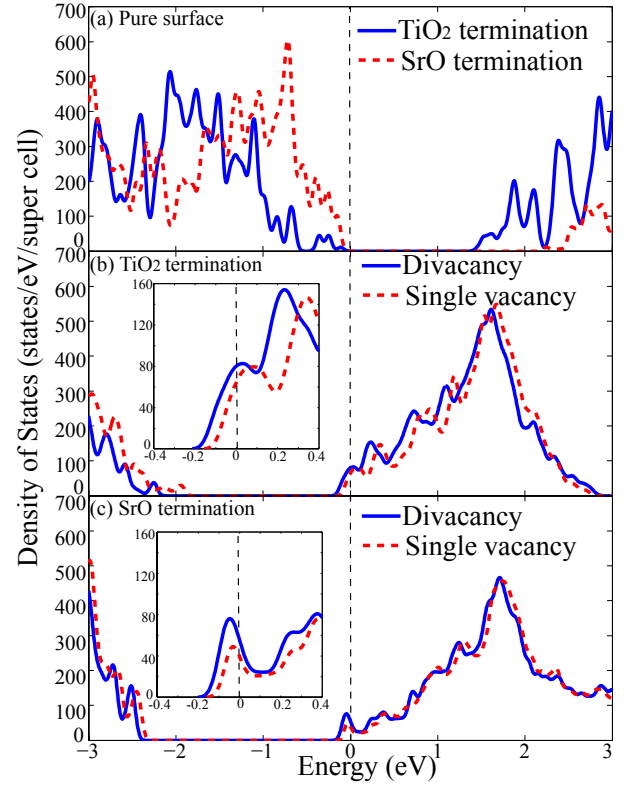 (a) Pure surface
TiO2 termination
SrO termination
700
600
500
400
300
200
100
0
(b) TiO2 termination
Divacancy
Single vacancy
700
600
500
400
300
200
100
0
160
120
80
40
0
-0.4 -0.2 0 0.2 0.4
(c) SrO termination
Divacancy
Single vacancy
700
600
500
400
300
200
100
0
160
120
80
40
0
-0.4 -0.2 0 0.2 0.4
−3 −2 −1 0 1 2 3
Energy (eV)
Density of States (states/eV/super cell)